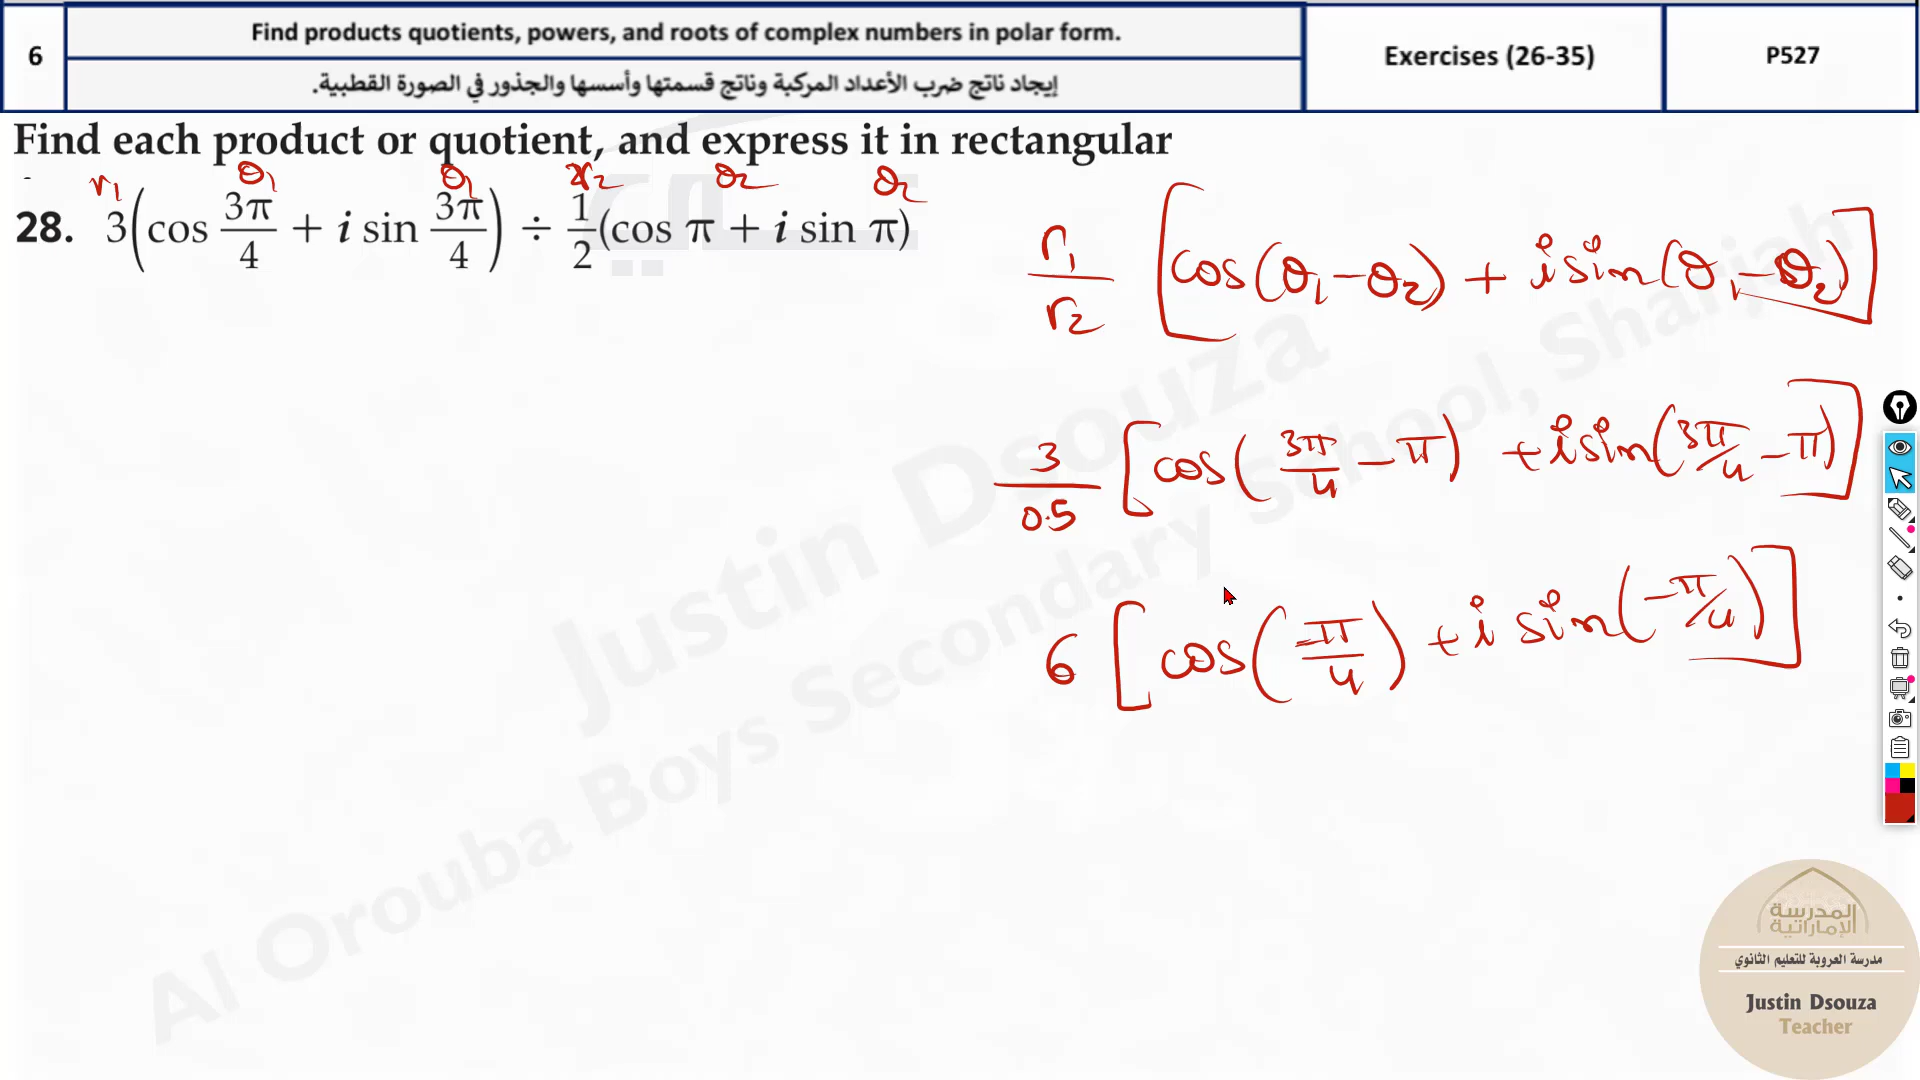 6
Find products quotients, powers, and roots of complex numbers in polar form.
إيجاد ناتج ضرب الأعداد المركبة وناتج قسمتها وأسسها والجذور في الصورة القطبية.
Exercises (26-35)
P527
Find each product or quotient, and express it in rectangular
r₁ θ₁ θ₁ r₂ θ₂ θ₂
28. 3(cos 3π/4 + i sin 3π/4) ÷ 1/2(cos π + i sin π)
r₁/r₂ [cos(θ₁ − θ₂) + i sin(θ₁ − θ₂)]
3/0.5 [cos(3π/4 − π) + i sin(3π/4 − π)]
6 [cos(−π/4) + i sin(−π/4)]
Justin Dsouza
Al Orouba Boys Secondary School, Sharjah
المدرسة
الإماراتية
مدرسة العروبة للتعليم الثانوي
Justin Dsouza
Teacher